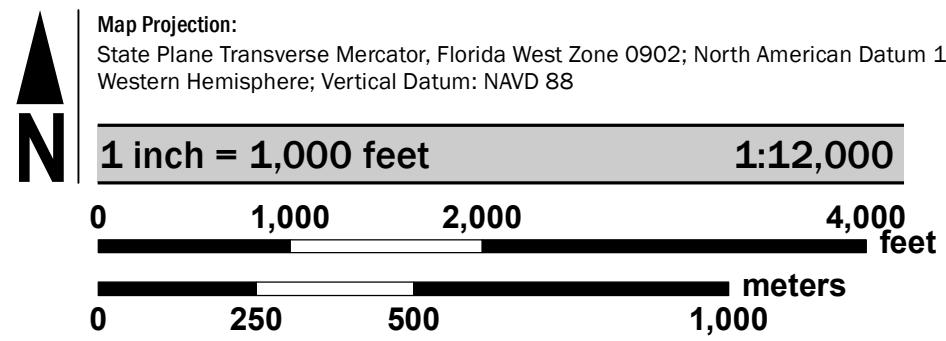 Map Projection:
State Plane Transverse Mercator, Florida West Zone 0902; North American Datum 1
Western Hemisphere; Vertical Datum: NAVD 88
N
1 inch = 1,000 feet 1:12,000
0 1,000 2,000 4,000
feet
meters
0 250 500 1,000